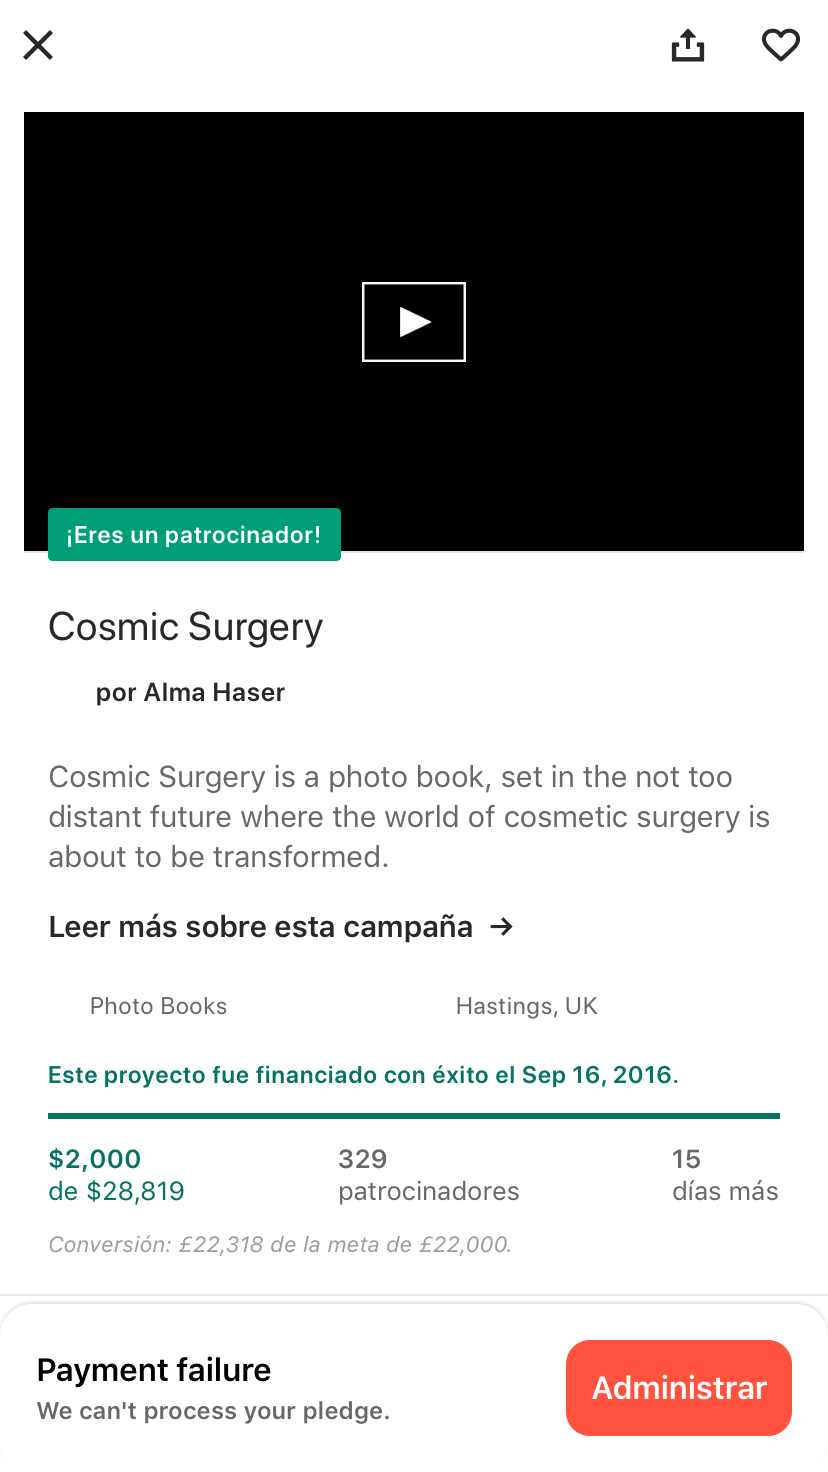 ¡Eres un patrocinador!
Cosmic Surgery
por Alma Haser
Cosmic Surgery is a photo book, set in the not too
distant future where the world of cosmetic surgery is
about to be transformed.
Leer más sobre esta campaña →
Photo Books
Hastings, UK
Este proyecto fue financiado con éxito el Sep 16, 2016.
$2,000
de $28,819
329
patrocinadores
15
días más
Conversión: £22,318 de la meta de £22,000.
Payment failure
We can't process your pledge.
Administrar